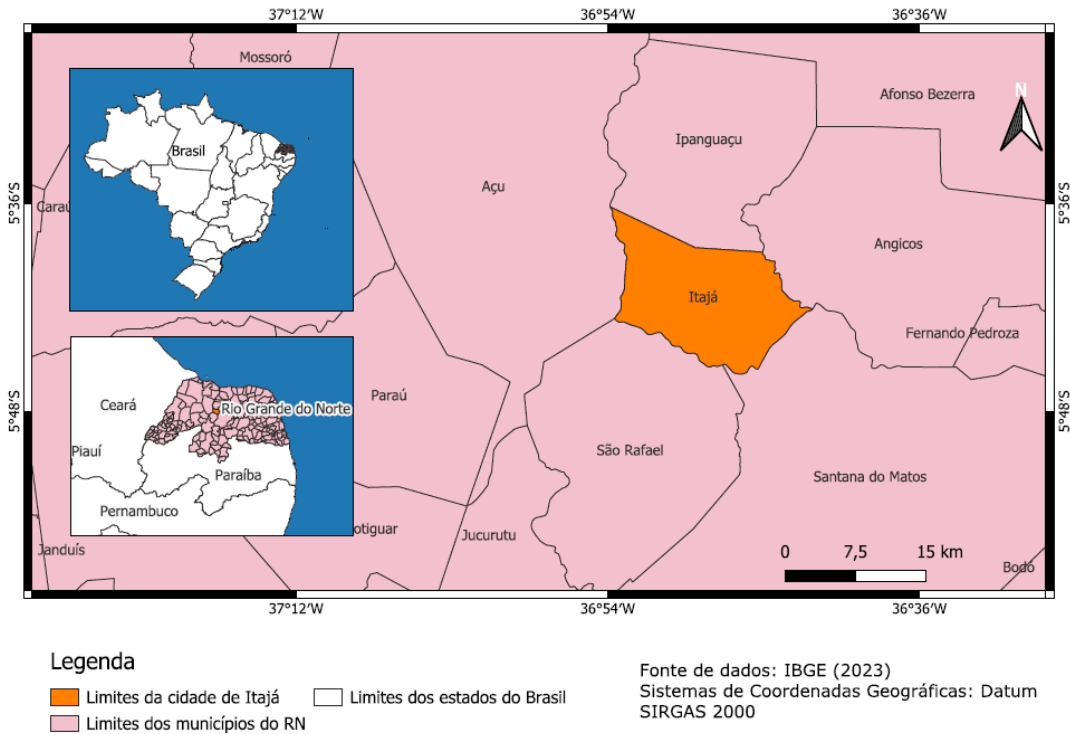 37°12′W 36°54′W 36°36′W
Mossoró
Afonso Bezerra
N
Ipanguaçu
Brasil
Açu
5°36′S
5°36′S
Caraú
Angicos
Itajá
Fernando Pedroza
Ceará
Rio Grande do Norte
Paraú
5°48′S
5°48′S
Piauí
São Rafael
Paraíba
Santana do Matos
Pernambuco
otiguar
Jucurutu
Janduís
0 7,5 15 km
Bodó
37°12′W 36°54′W 36°36′W
Legenda
Limites da cidade de Itajá
Limites dos estados do Brasil
Limites dos municípios do RN
Fonte de dados: IBGE (2023)
Sistemas de Coordenadas Geográficas: Datum
SIRGAS 2000